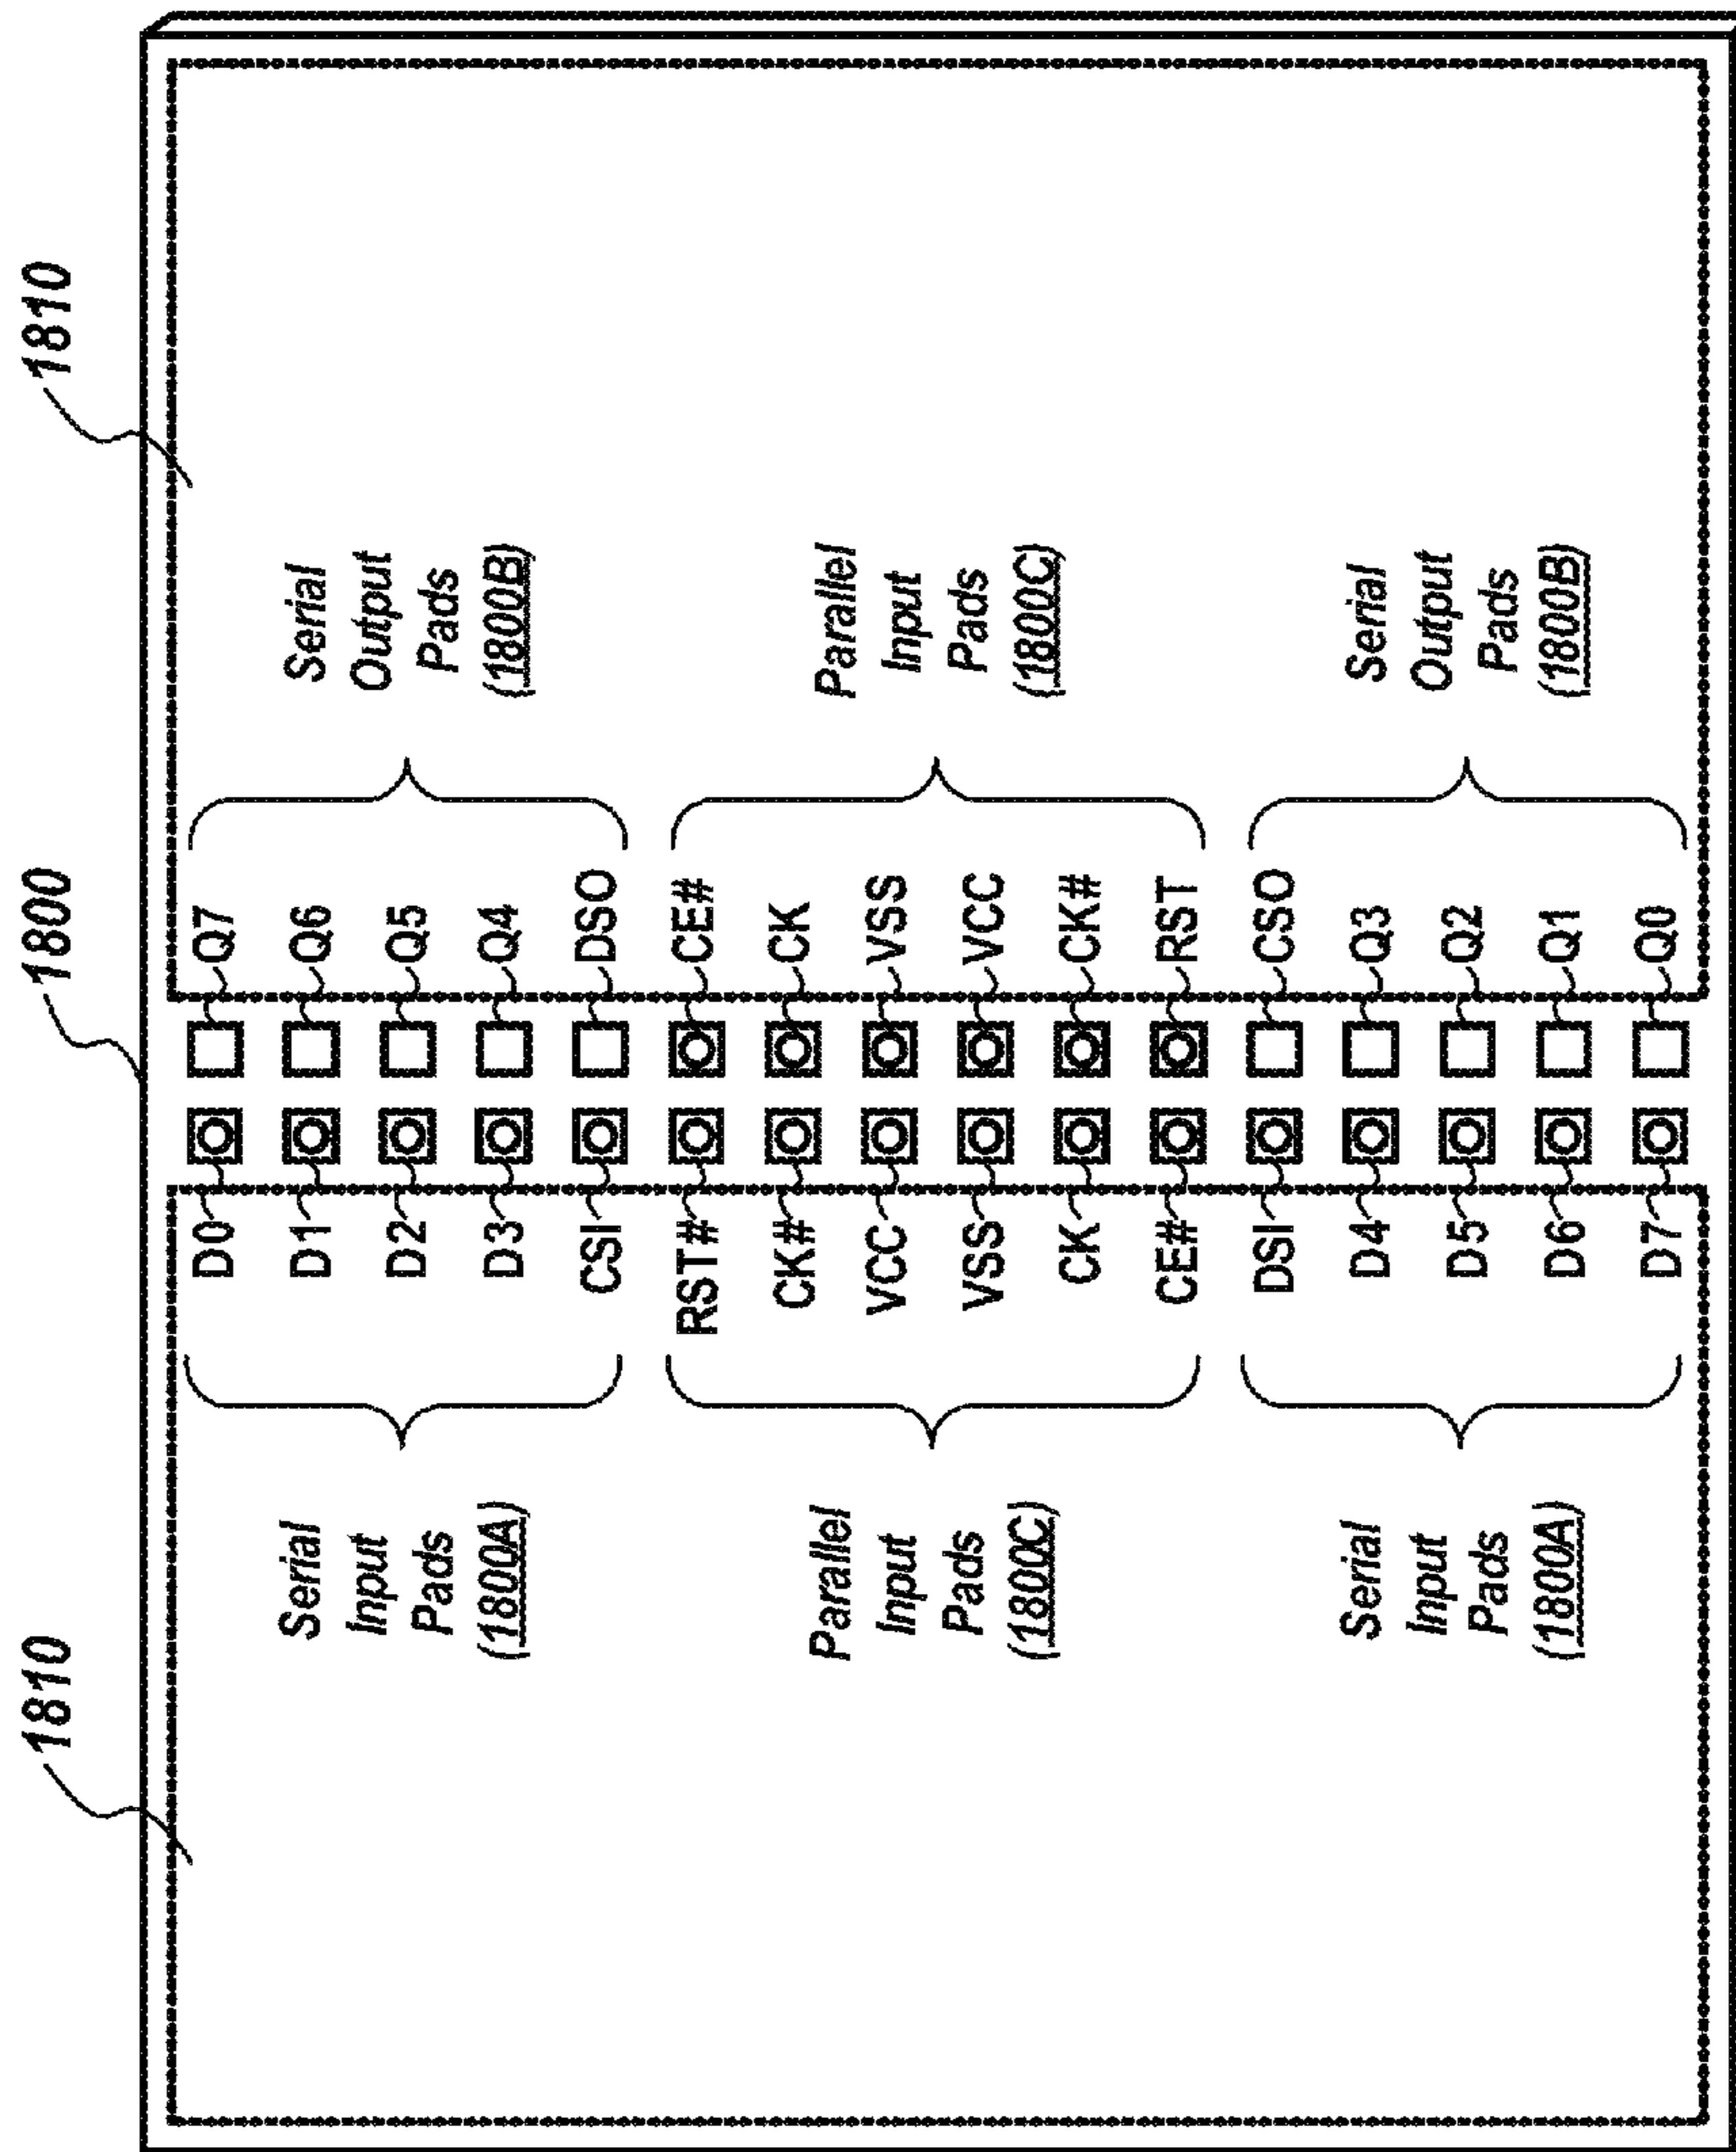 1810
1800
1810
Serial
Input
Pads
(1800A)
Parallel
Input
Pads
(1800C)
Serial
Input
Pads
(1800A)
D0
D1
D2
D3
CSI
RST#
CK#
VCC
VSS
CK
CE#
DSI
D4
D5
D6
D7
Q7
Q6
Q5
Q4
DSO
CE#
CK
VSS
VCC
CK#
RST
CSO
Q3
Q2
Q1
Q0
Serial
Output
Pads
(1800B)
Parallel
Input
Pads
(1800C)
Serial
Output
Pads
(1800B)